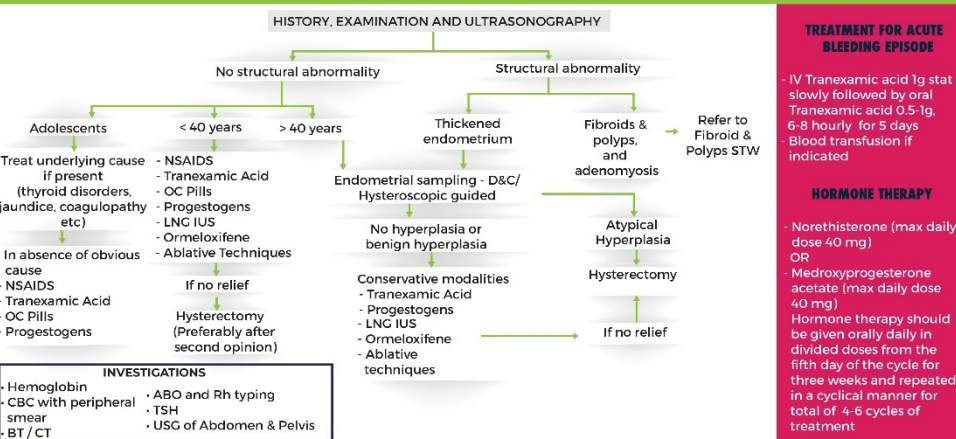 HISTORY, EXAMINATION AND ULTRASONOGRAPHY
No structural abnormality
Structural abnormality
Adolescents
< 40 years
> 40 years
Thickened
endometrium
Fibroids &
polyps,
and
adenomyosis
Refer to
Fibroid &
Polyps STW
Treat underlying cause
if present
(thyroid disorders,
jaundice, coagulopathy
etc)
In absence of obvious
cause
- NSAIDS
- Tranexamic Acid
- OC Pills
- Progestogens
- NSAIDS
- Tranexamic Acid
- OC Pills
- Progestogens
- LNG IUS
- Ormeloxifene
- Ablative Techniques
If no relief
Hysterectomy
(Preferably after
second opinion)
Endometrial sampling - D&C/
Hysteroscopic guided
No hyperplasia or
benign hyperplasia
Conservative modalities
- Tranexamic Acid
- Progestogens
- LNG IUS
- Ormeloxifene
- Ablative
techniques
Atypical
Hyperplasia
Hysterectomy
If no relief
INVESTIGATIONS
• Hemoglobin
• CBC with peripheral
smear
• BT / CT
• ABO and Rh typing
• TSH
• USG of Abdomen & Pelvis
TREATMENT FOR ACUTE
BLEEDING EPISODE
- IV Tranexamic acid 1g stat
slowly followed by oral
Tranexamic acid 0.5-1g,
6-8 hourly for 5 days
- Blood transfusion if
indicated
HORMONE THERAPY
- Norethisterone (max daily
dose 40 mg)
OR
- Medroxyprogesterone
acetate (max daily dose
40 mg)
Hormone therapy should
be given orally daily in
divided doses from the
fifth day of the cycle for
three weeks and repeated
in a cyclical manner for
total of 4-6 cycles of
treatment